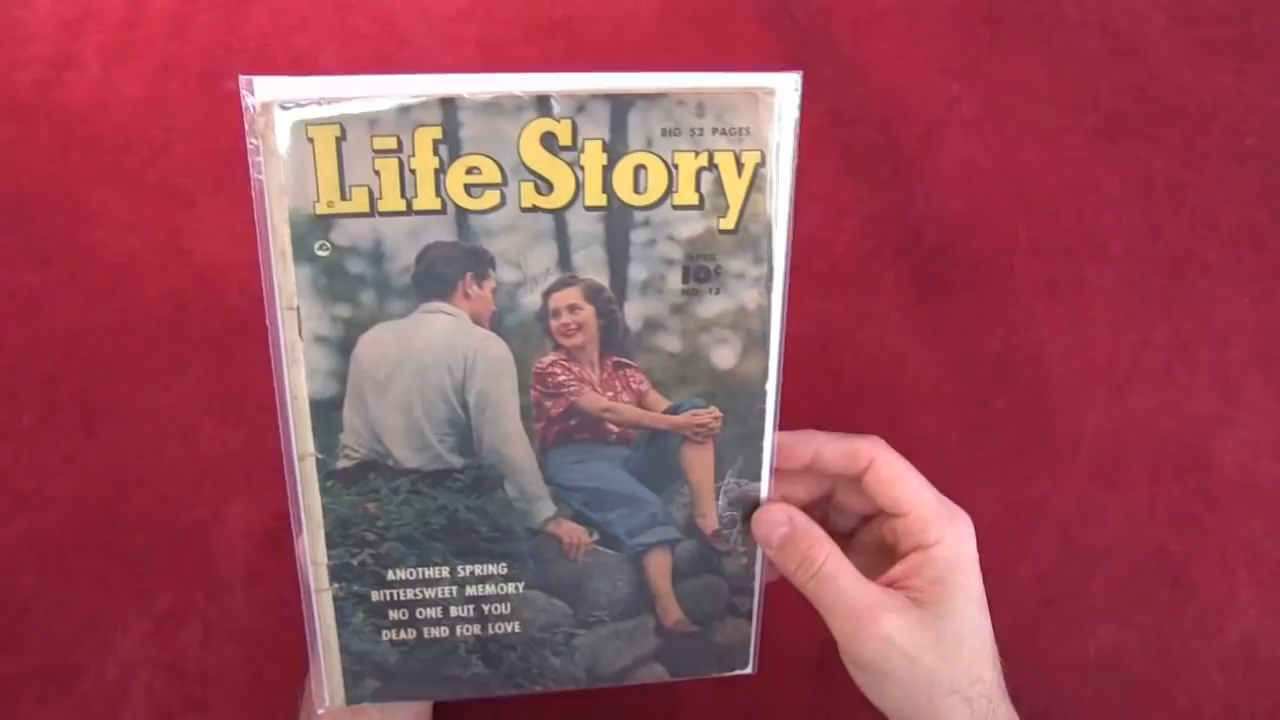 BIG 52 PAGES
Life Story
APRIL
10¢
NO. 13
ANOTHER SPRING
BITTERSWEET MEMORY
NO ONE BUT YOU
DEAD END FOR LOVE